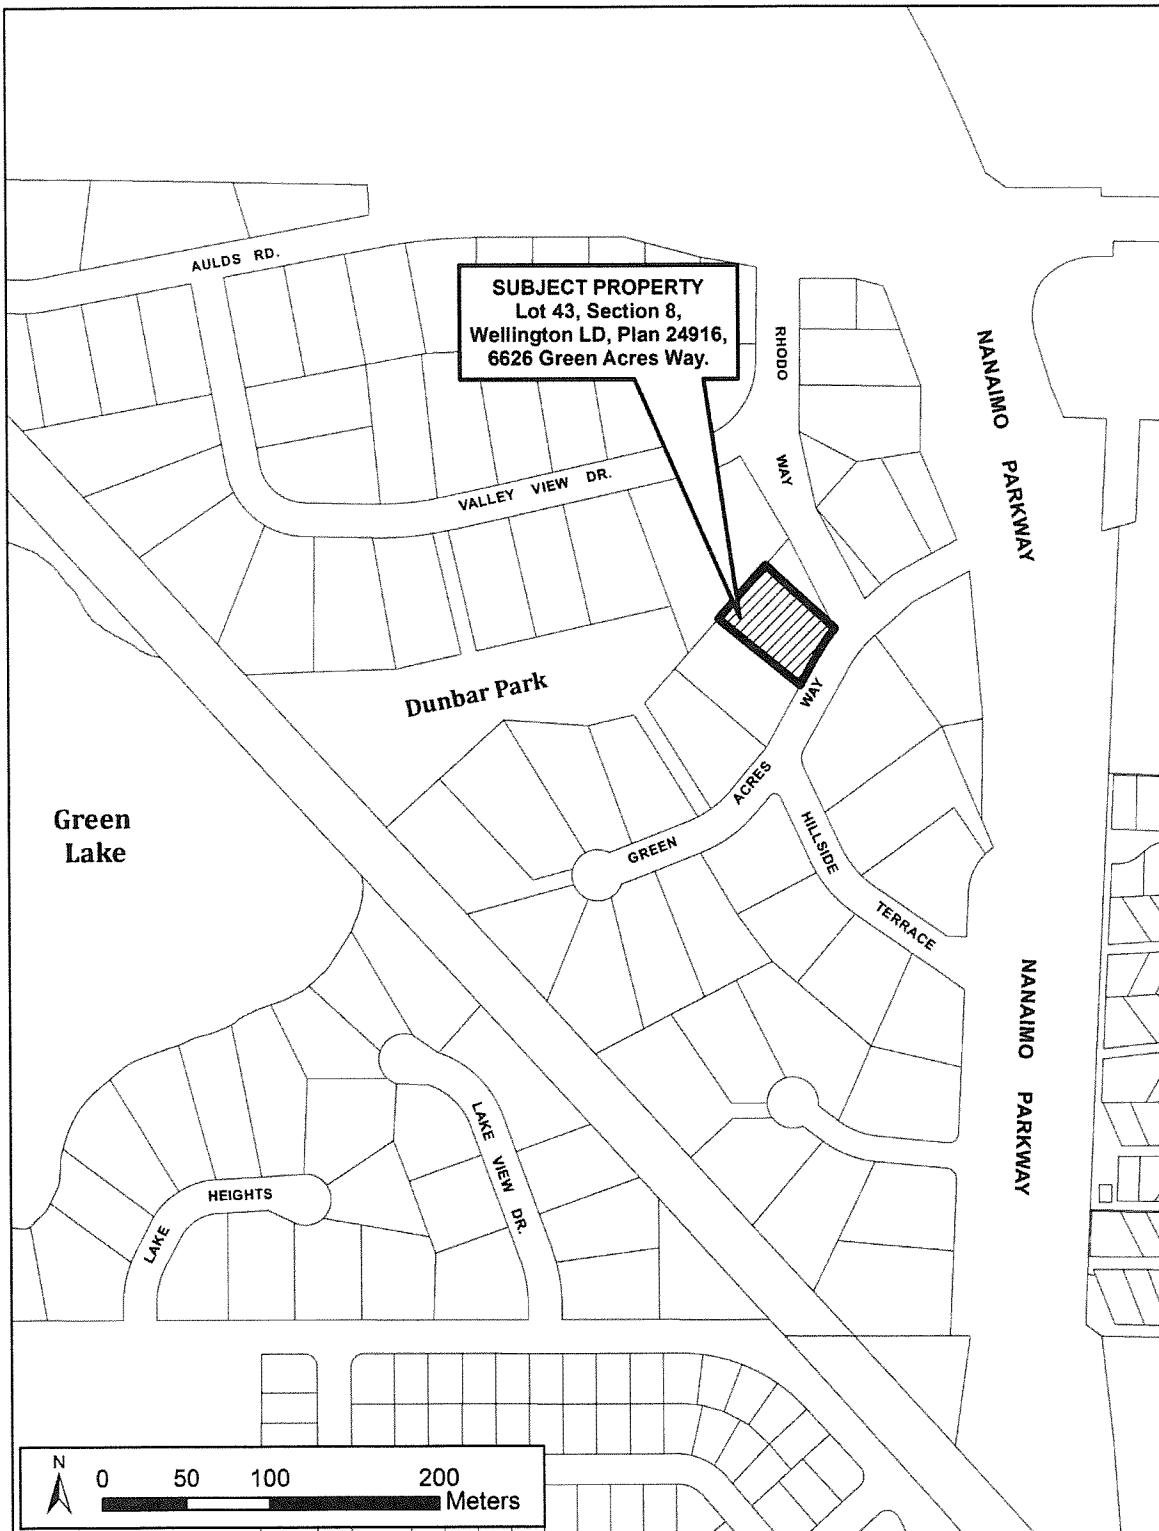 AULDS RD.
SUBJECT PROPERTY
Lot 43, Section 8,
Wellington LD, Plan 24916,
6626 Green Acres Way.
RHODO WAY
NANAIMO PARKWAY
VALLEY VIEW DR.
Dunbar Park
GREEN ACRES WAY
Green
Lake
HILLSIDE TERRACE
NANAIMO PARKWAY
LAKE VIEW DR.
LAKE HEIGHTS
N
0 50 100 200
Meters